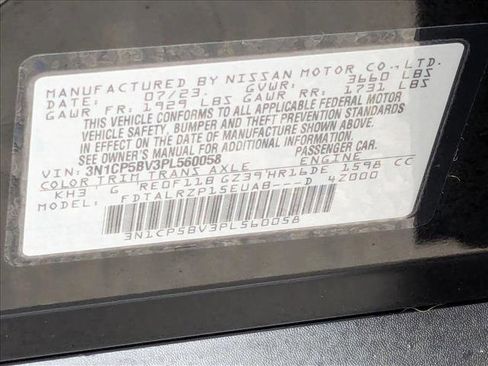 MANUFACTURED BY NISSAN MOTOR CO., LTD.
DATE: 07/23. GVWR: 3660 LBS
GAWR FR: 1929 LBS GAWR RR: 1731 LBS
THIS VEHICLE CONFORMS TO ALL APPLICABLE FEDERAL MOTOR
VEHICLE SAFETY, BUMPER AND THEFT PREVENTION STANDARDS
IN EFFECT ON THE DATE OF MANUFACTURE SHOWN ABOVE.
SEE OWNER'S MANUAL FOR ADDITIONAL INFORMATION.
VIN: 3N1CP5BV3PL560058 PASSENGER CAR.
COLOR TRIM TRANS AXLE ENGINE
KH3 G RE0F11B GZ39 HR16DE 1598 CC
FDTALRZP15EUAB---D 4Z000
3N1CP5BV3PL560058